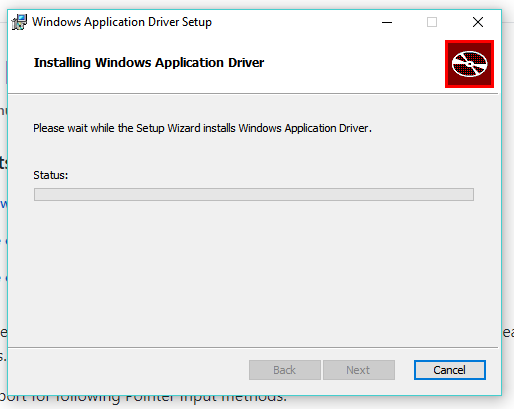 Windows Application Driver Setup
Installing Windows Application Driver
Please wait while the Setup Wizard installs Windows Application Driver.
Status:
Back
Next
Cancel
port for following Pointer input methods.